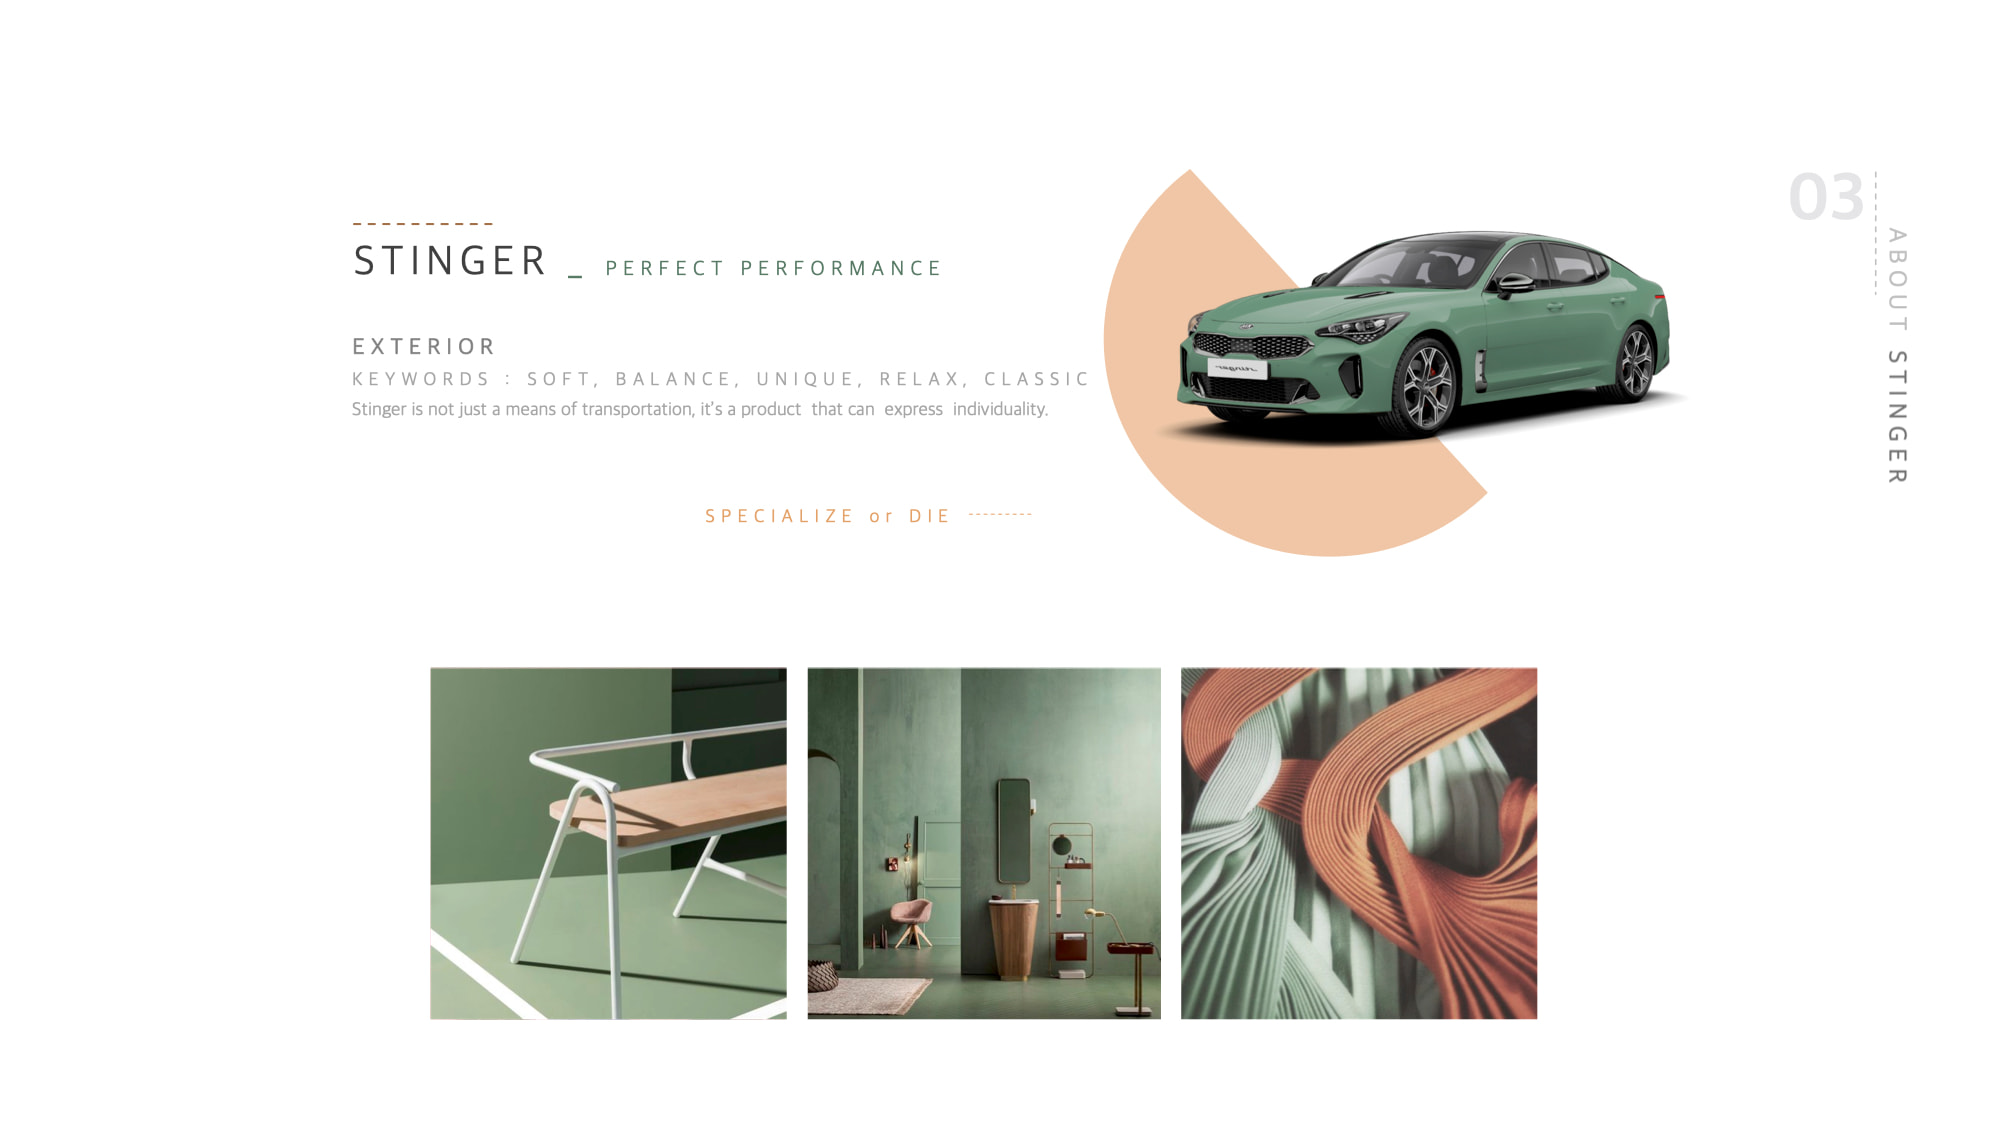 STINGER _ PERFECT PERFORMANCE
EXTERIOR
KEYWORDS : SOFT, BALANCE, UNIQUE, RELAX, CLASSIC
Stinger is not just a means of transportation, it's a product that can express individuality.
SPECIALIZE or DIE
03
ABOUT STINGER